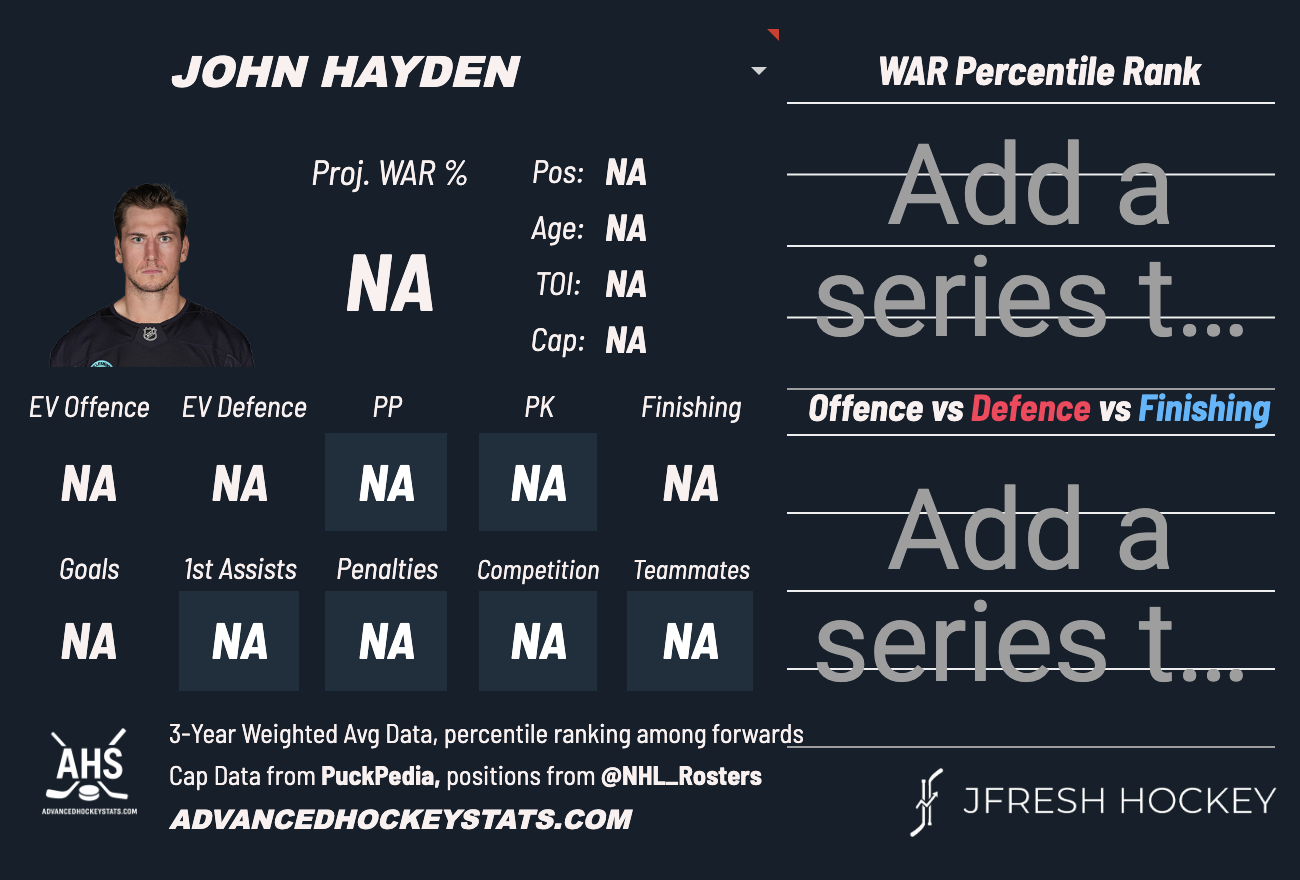 JOHN HAYDEN
WAR Percentile Rank
Proj. WAR %
NA
Pos: NA
Age: NA
TOI: NA
Cap: NA
Add a
series t...
EV Offence EV Defence PP PK Finishing
NA NA NA NA NA
Goals 1st Assists Penalties Competition Teammates
NA NA NA NA NA
Offence vs Defence vs Finishing
Add a
series t...
AHS
ADVANCEDHOCKEYSTATS.COM
3-Year Weighted Avg Data, percentile ranking among forwards
Cap Data from PuckPedia, positions from @NHL_Rosters
ADVANCEDHOCKEYSTATS.COM
JFRESH HOCKEY